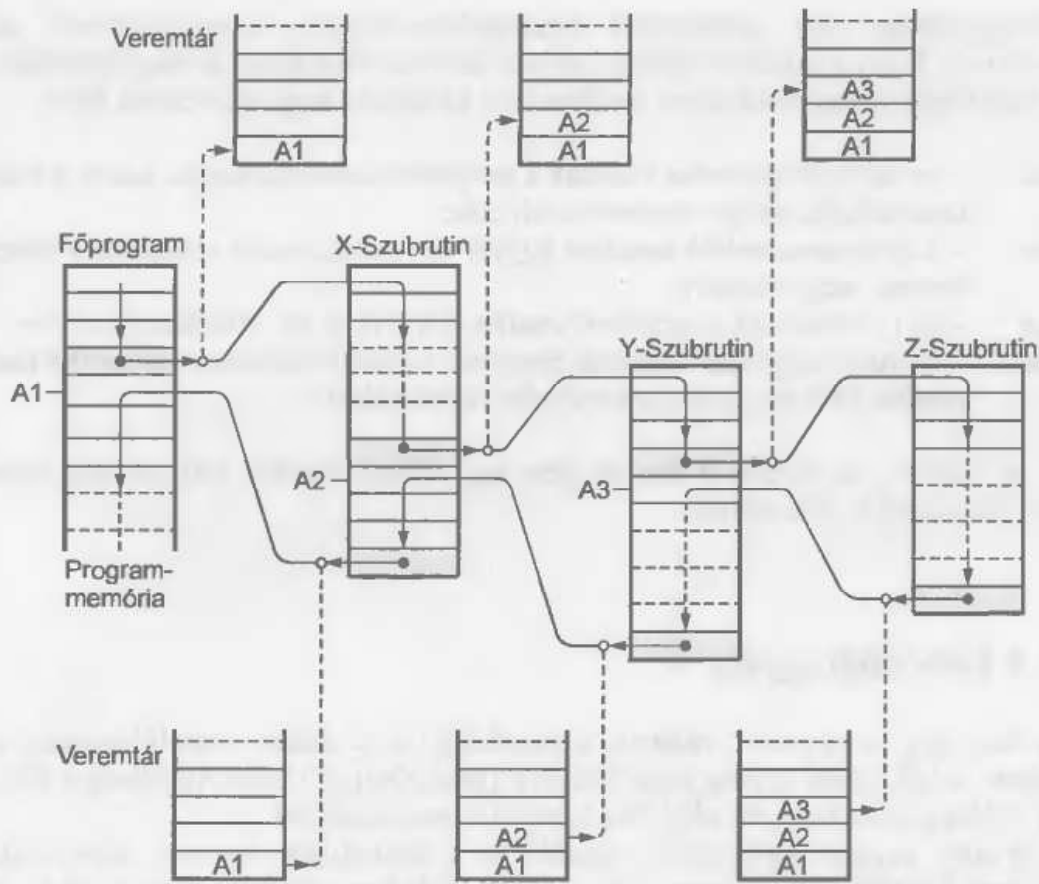 Veremtár
A1
A2
A1
A3
A2
A1
Főprogram
X-Szubrutin
Y-Szubrutin
Z-Szubrutin
A1
A2
A3
Program-
memória
Veremtár
A1
A2
A1
A3
A2
A1